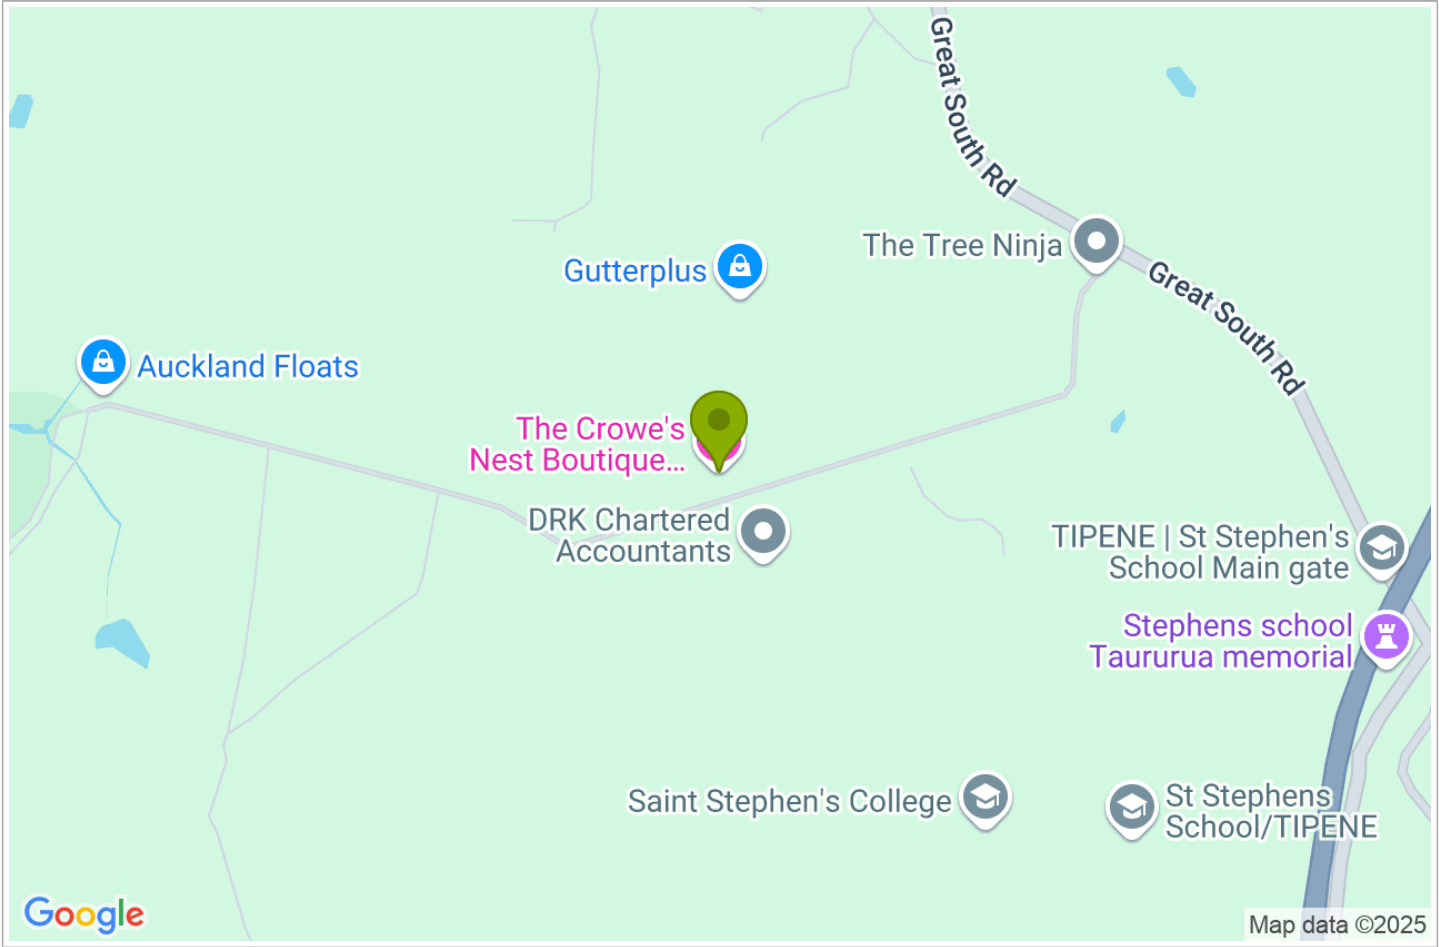 Great South Rd
The Tree Ninja
Gutterplus
Great South Rd
Auckland Floats
The Crowe's
Nest Boutique...
DRK Chartered
Accountants
TIPENE | St Stephen's
School Main gate
Stephens school
Taururua memorial
Saint Stephen's College
St Stephens
School/TIPENE
Google
Map data ©2025